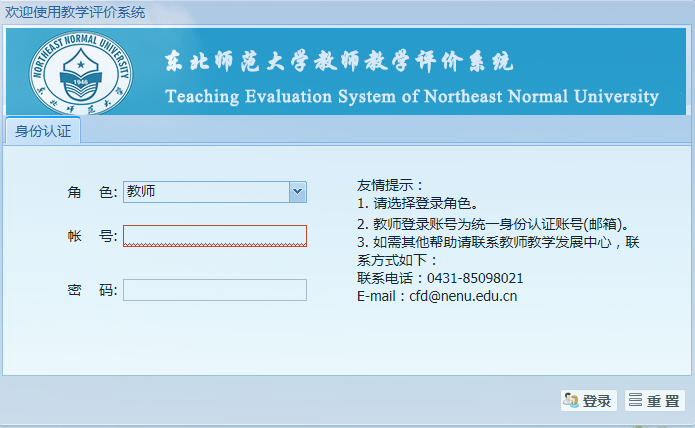 欢迎使用教学评价系统
NORTHEAST NORMAL UNIVERSITY
1946
东北师范大学
东北师范大学教师教学评价系统
Teaching Evaluation System of Northeast Normal University
身份认证
角 色: 教师
帐 号:
密 码:
友情提示：
1. 请选择登录角色。
2. 教师登录账号为统一身份认证账号(邮箱)。
3. 如需其他帮助请联系教师教学发展中心，联
系方式如下：
联系电话：0431-85098021
E-mail：cfd@nenu.edu.cn
登录
重 置